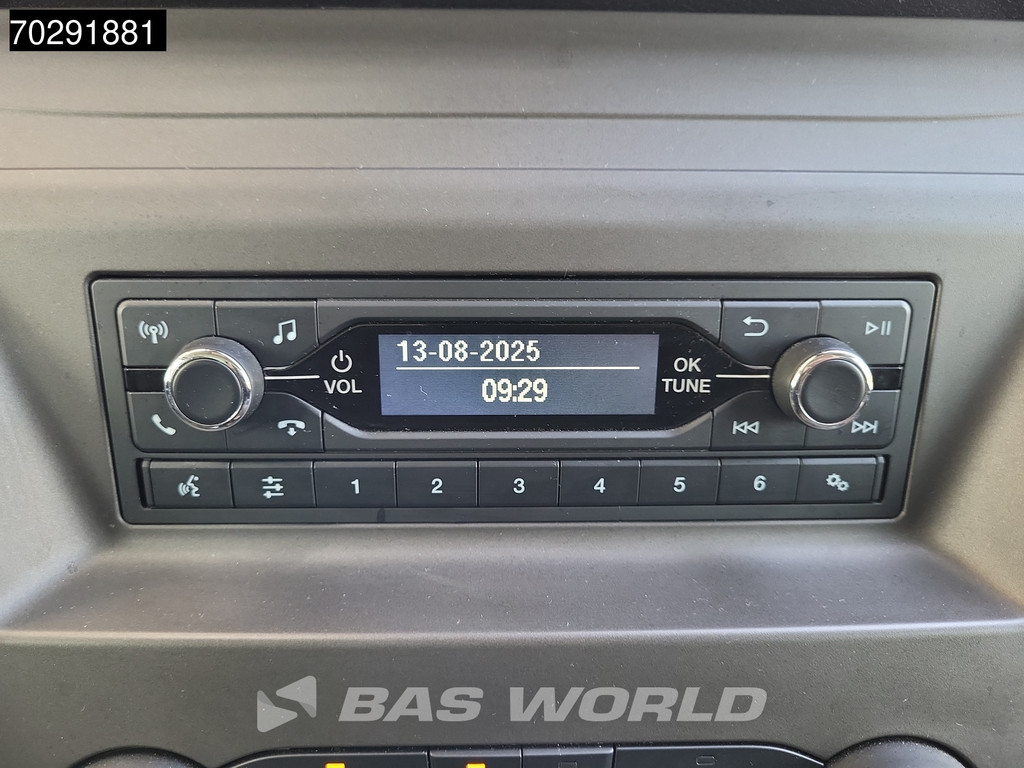 70291881
13-08-2025
09:29
VOL
OK
TUNE
1 2 3 4 5 6
BAS WORLD